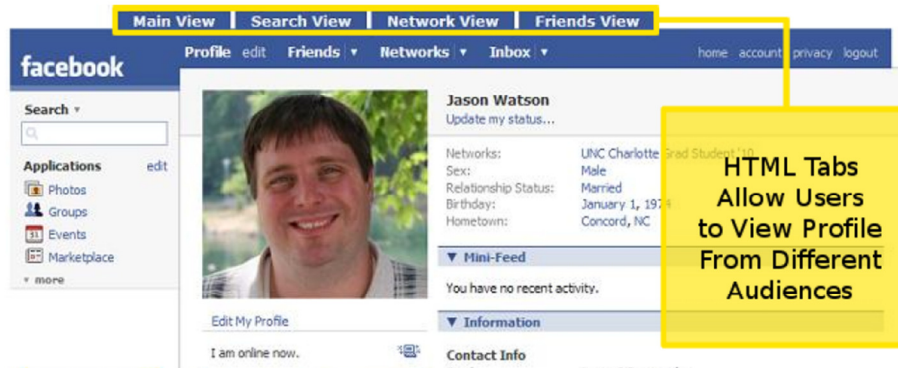 Main View Search View Network View Friends View
facebook
Profile edit Friends Networks Inbox
home account privacy logout
Search
Applications edit
Photos
Groups
Events
Marketplace
more
Jason Watson
Update my status...
Networks: UNC Charlotte Grad Student '10
Sex: Male
Relationship Status: Married
Birthday: January 1, 197
Hometown: Concord, NC
Mini-Feed
You have no recent activity.
Information
Contact Info
Edit My Profile
I am online now.
HTML Tabs
Allow Users
to View Profile
From Different
Audiences